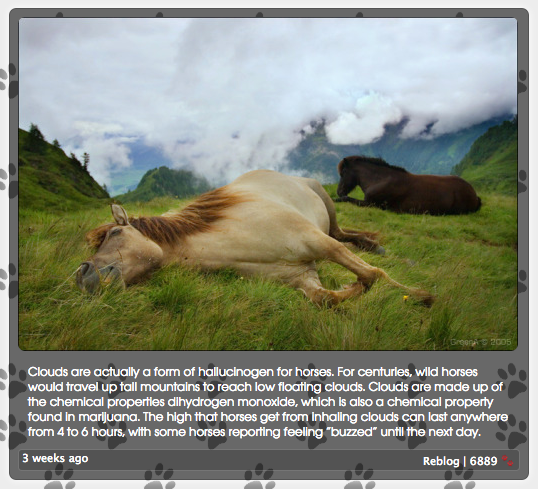 GrovaA © 2006
Clouds are actually a form of hallucinogen for horses. For centuries, wild horses
would travel up tall mountains to reach low floating clouds. Clouds are made up of
the chemical properties dihydrogen monoxide, which is also a chemical property
found in marijuana. The high that horses get from inhaling clouds can last anywhere
from 4 to 6 hours, with some horses reporting feeling “buzzed” until the next day.
3 weeks ago
Reblog | 6889